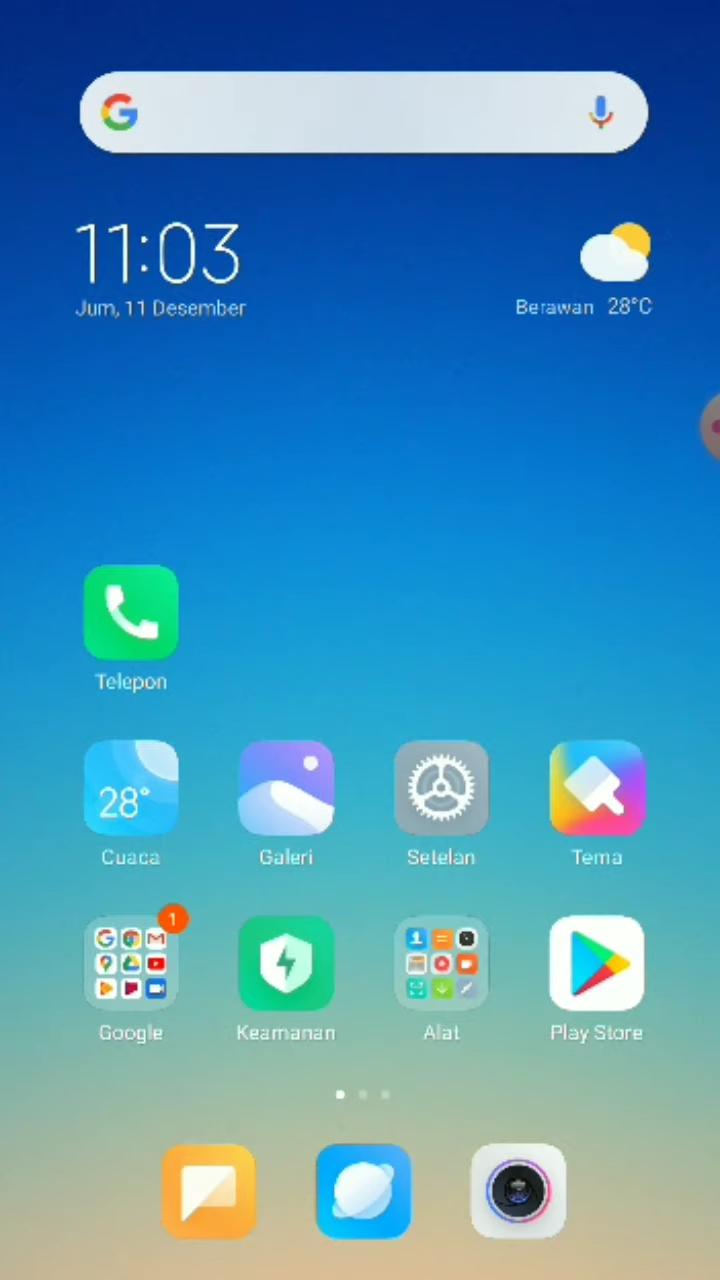 11:03
Jum, 11 Desember
Berawan 28°C
Telepon
28°
Cuaca
Galeri
Setelan
Tema
1
Google
Keamanan
Alat
Play Store